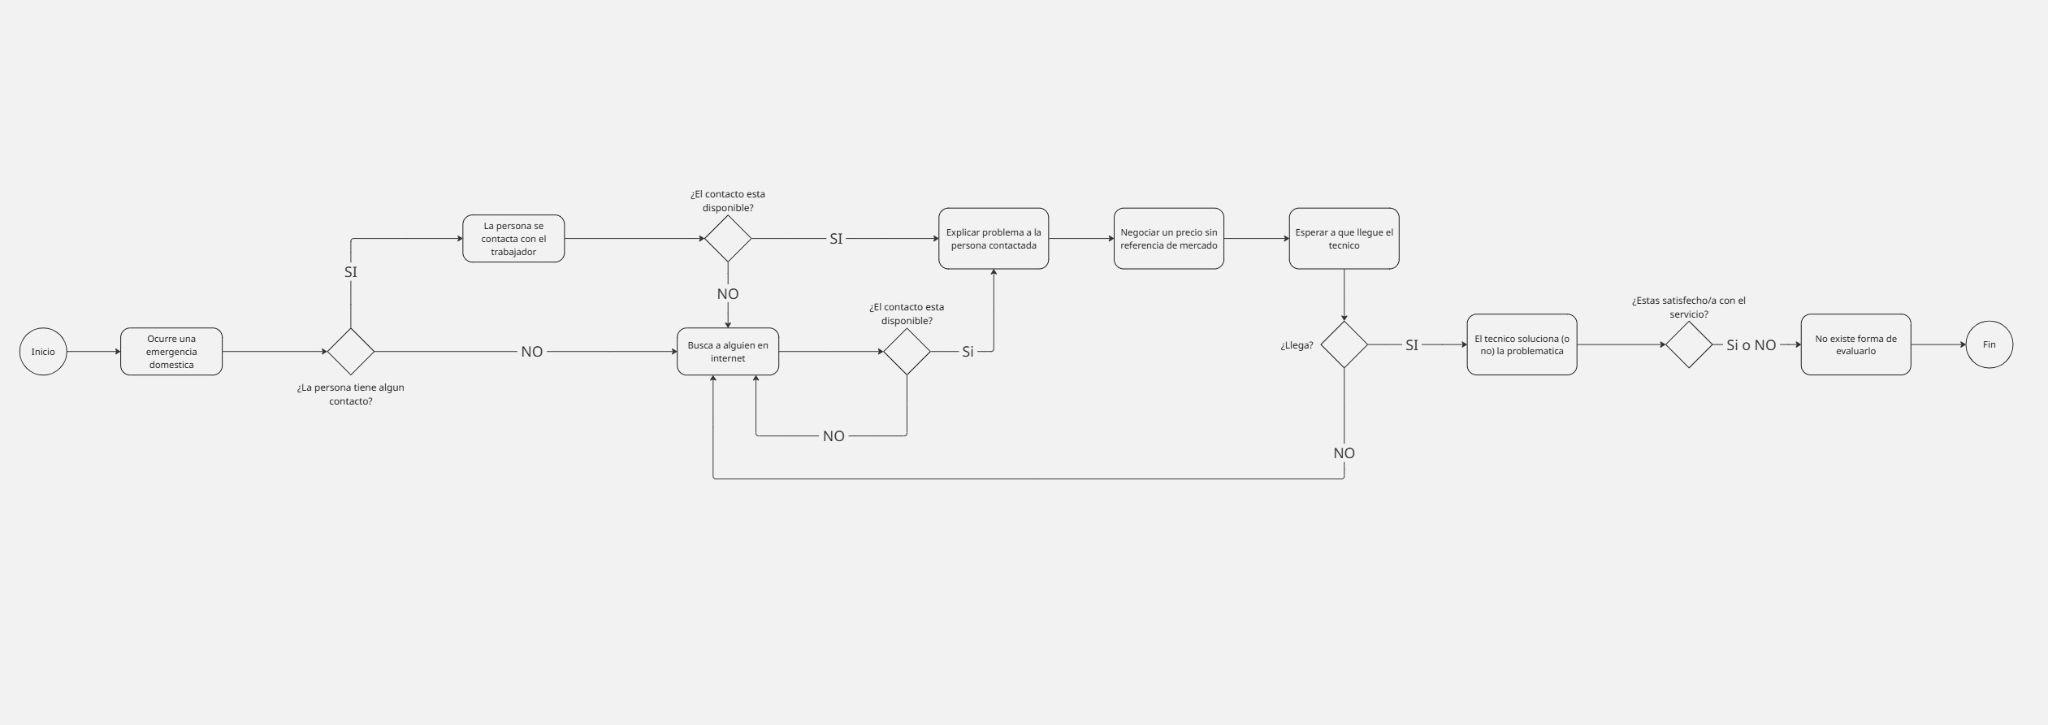 Inicio
Ocurre una
emergencia
domestica
¿La persona tiene algun
contacto?
SI
NO
La persona se
contacta con el
trabajador
¿El contacto esta
disponible?
SI
NO
Busca a alguien en
internet
¿El contacto esta
disponible?
Si
NO
Explicar problema a la
persona contactada
Negociar un precio sin
referencia de mercado
Esperar a que llegue el
tecnico
¿Llega?
SI
NO
El tecnico soluciona (o
no) la problematica
¿Estas satisfecho/a con el
servicio?
Si o NO
No existe forma de
evaluarlo
Fin